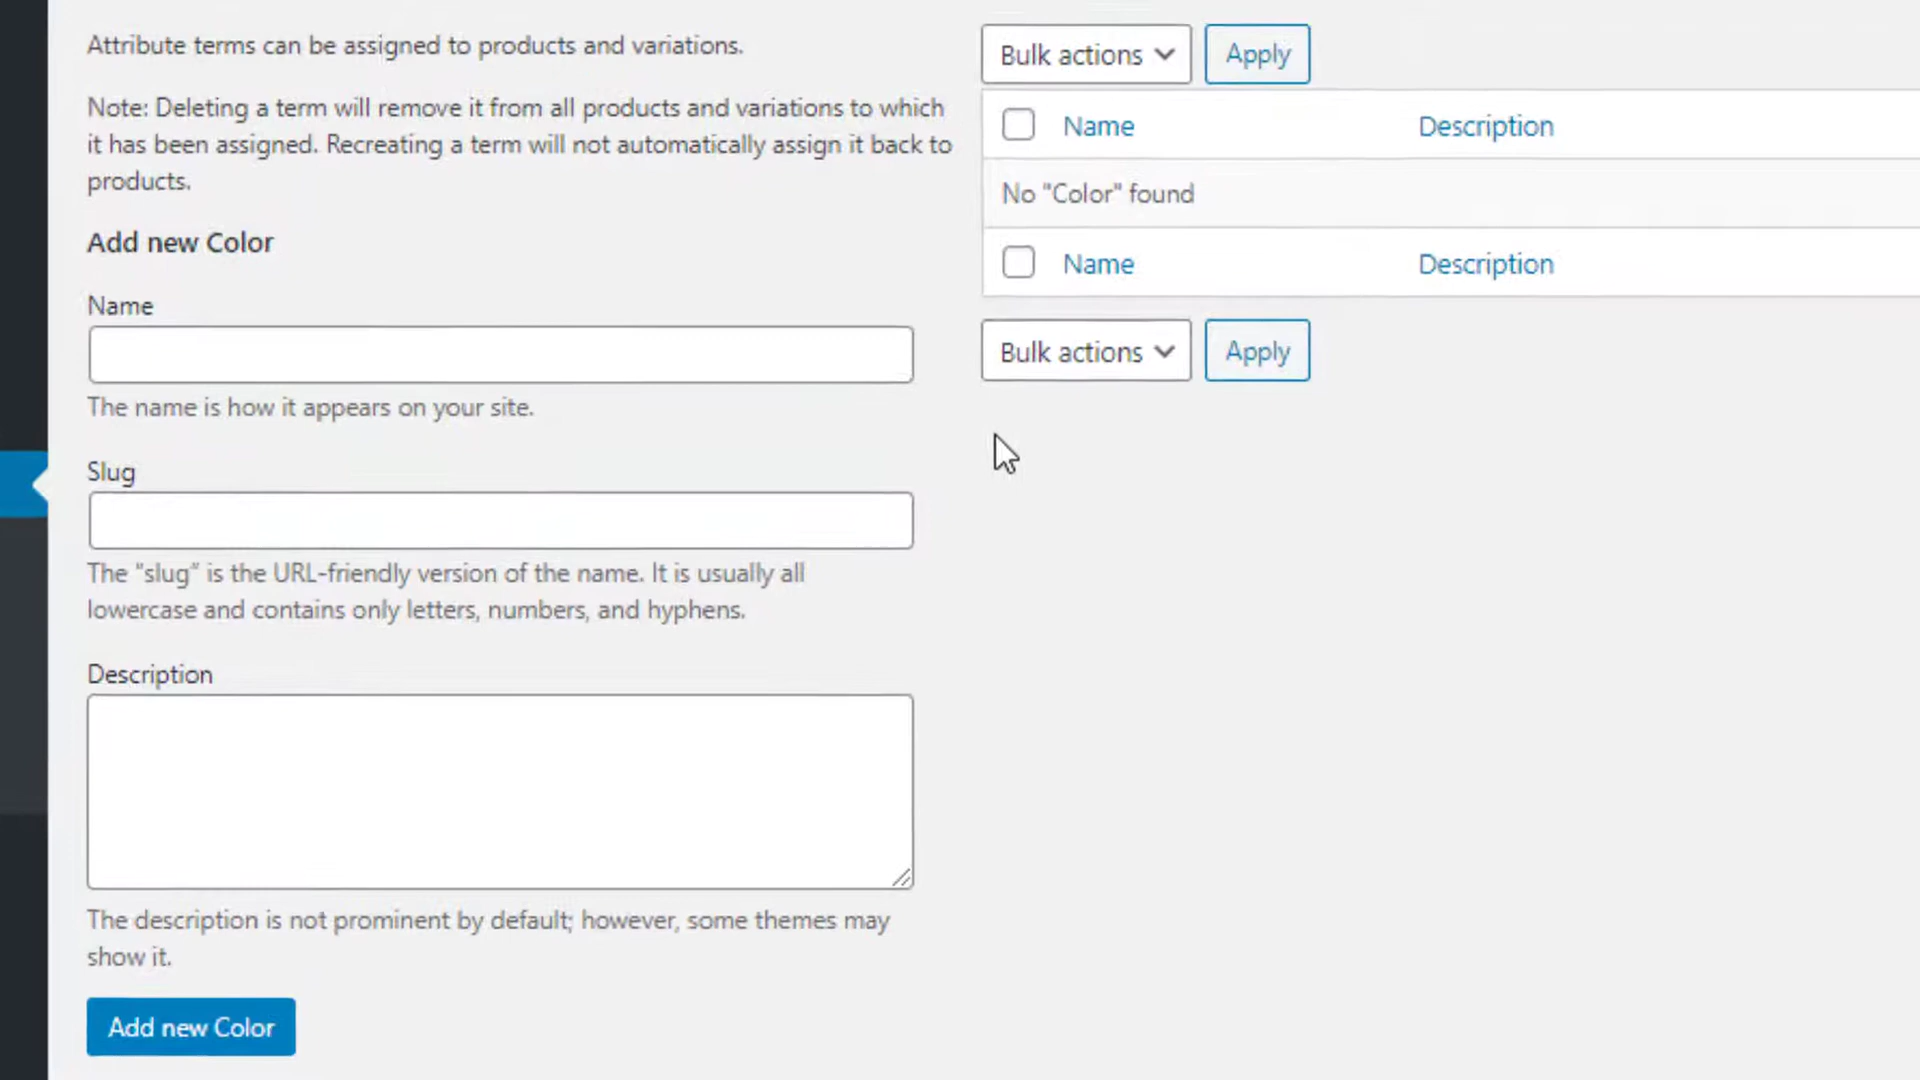 Attribute terms can be assigned to products and variations.
Note: Deleting a term will remove it from all products and variations to which
it has been assigned. Recreating a term will not automatically assign it back to
products.
Add new Color
Name
The name is how it appears on your site.
Slug
The "slug" is the URL-friendly version of the name. It is usually all
lowercase and contains only letters, numbers, and hyphens.
Description
The description is not prominent by default; however, some themes may
show it.
Add new Color
Bulk actions Apply
Name Description
No "Color" found
Name Description
Bulk actions Apply